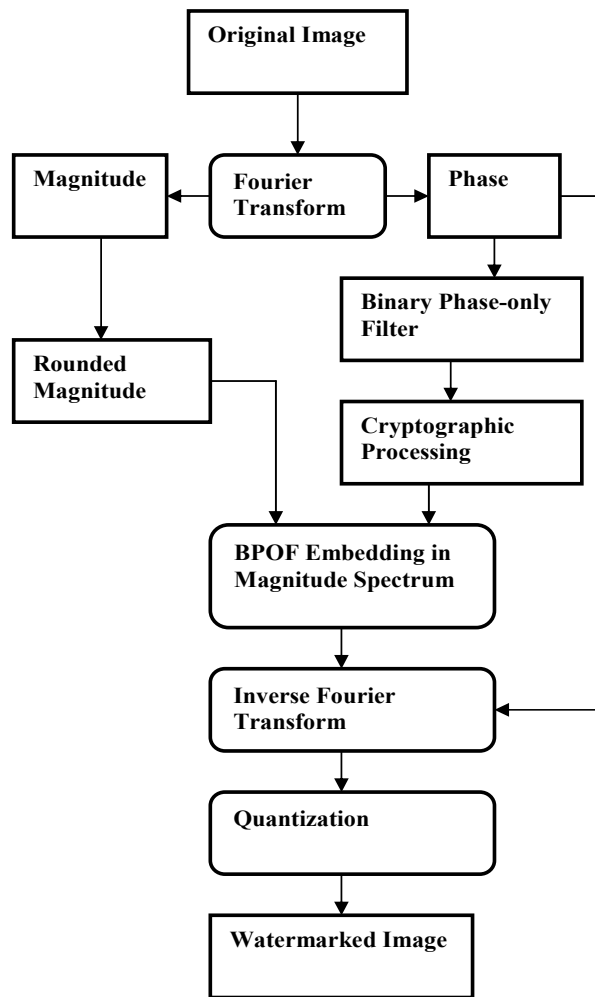 Original Image
Magnitude
Fourier
Transform
Phase
Binary Phase-only
Filter
Rounded
Magnitude
Cryptographic
Processing
BPOF Embedding in
Magnitude Spectrum
Inverse Fourier
Transform
Quantization
Watermarked Image